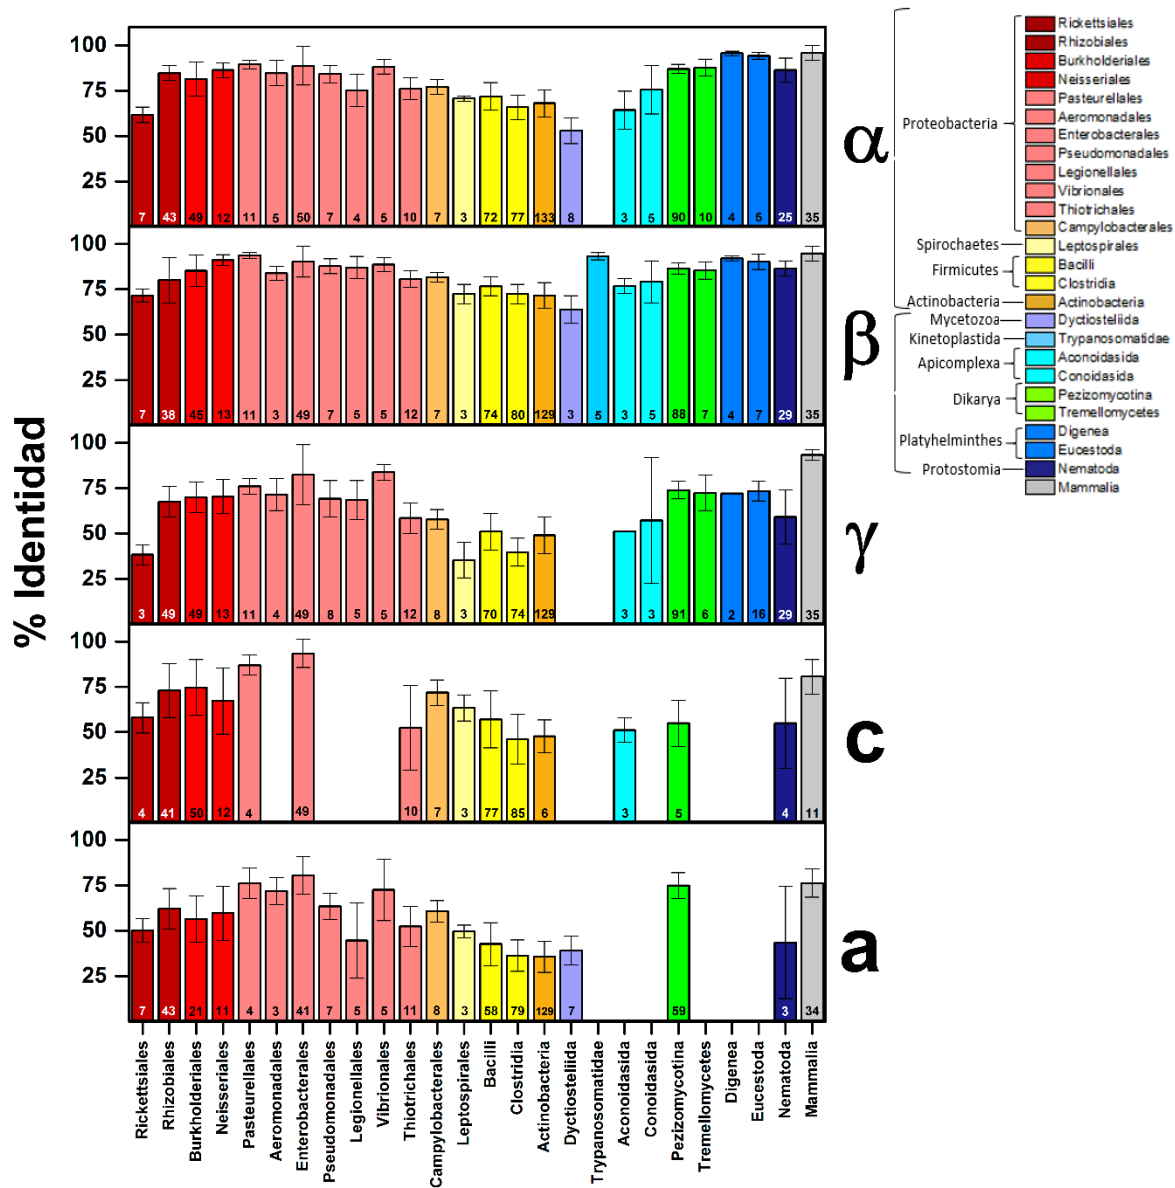 % Identidad
100
75
50
25
7 43 49 12 11 5 50 7 4 5 10 7 3 72 77 133 8 3 5 90 10 4 5 25 35
α
100
75
50
25
7 38 45 13 11 3 49 7 5 5 12 7 3 74 80 129 3 5 3 5 88 7 4 7 29 35
β
100
75
50
25
3 49 49 13 11 4 49 8 5 5 12 8 3 70 74 129 3 3 91 6 2 16 29 35
γ
100
75
50
25
4 41 50 12 4 49 10 7 3 77 85 6 3 5 4 11
c
100
75
50
25
7 43 21 11 4 3 41 7 5 5 11 8 3 58 79 129 7 59 3 34
a
Rickettsiales
Rhizobiales
Burkholderiales
Neisseriales
Pasteurellales
Aeromonadales
Enterobacterales
Pseudomonadales
Legionellales
Vibrionales
Thiotrichales
Campylobacterales
Leptospirales
Bacilli
Clostridia
Actinobacteria
Dyctiosteliida
Trypanosomatidae
Aconoidasida
Conoidasida
Pezizomycotina
Tremellomycetes
Digenea
Eucestoda
Nematoda
Mammalia
Proteobacteria
Rickettsiales
Rhizobiales
Burkholderiales
Neisseriales
Pasteurellales
Aeromonadales
Enterobacterales
Pseudomonadales
Legionellales
Vibrionales
Thiotrichales
Campylobacterales
Spirochaetes Leptospirales
Firmicutes
Bacilli
Clostridia
Actinobacteria Actinobacteria
Mycetozoa Dyctiosteliida
Kinetoplastida Trypanosomatidae
Apicomplexa
Aconoidasida
Conoidasida
Dikarya
Pezizomycotina
Tremellomycetes
Platyhelminthes
Digenea
Eucestoda
Protostomia Nematoda
Mammalia